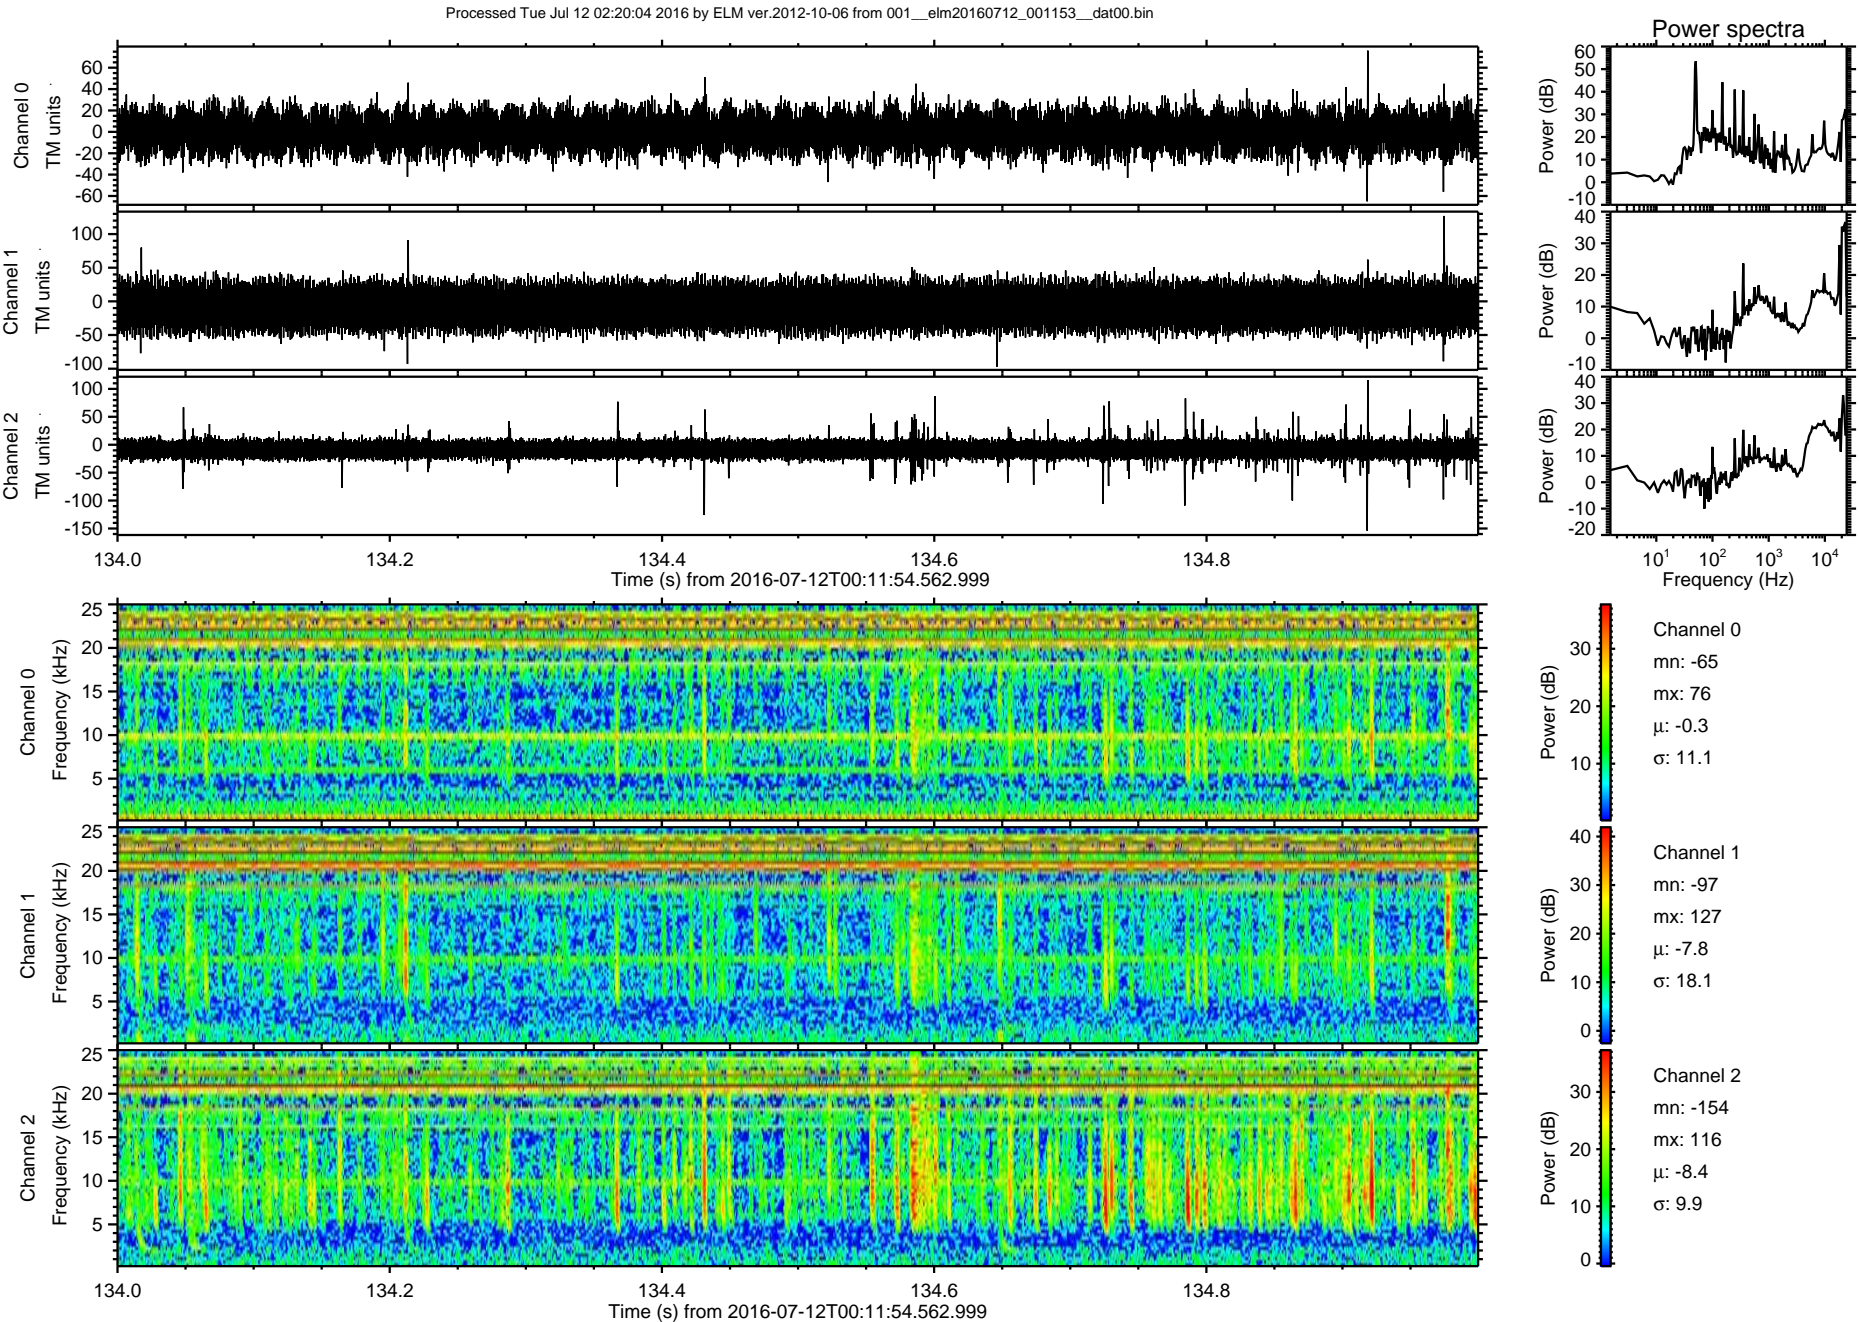 Processed Tue Jul 12 02:20:04 2016 by ELM ver.2012-10-06 from 001__elm20160712_001153__dat00.bin
Power spectra
Channel 0
TM units
60
40
20
0
-20
-40
-60
Power (dB)
60
50
40
30
20
10
0
-10
Channel 1
TM units
100
50
0
-50
-100
Power (dB)
40
30
20
10
0
-10
Channel 2
TM units
100
50
0
-50
-100
-150
Power (dB)
40
30
20
10
0
-10
-20
134.0 134.2 134.4 134.6 134.8
Time (s) from 2016-07-12T00:11:54.562.999
10^1 10^2 10^3 10^4
Frequency (Hz)
Channel 0
Frequency (kHz)
25
20
15
10
5
Power (dB)
30
20
10
Channel 0
mn: -65
mx: 76
μ: -0.3
σ: 11.1
Channel 1
Frequency (kHz)
25
20
15
10
5
Power (dB)
40
30
20
10
0
Channel 1
mn: -97
mx: 127
μ: -7.8
σ: 18.1
Channel 2
Frequency (kHz)
25
20
15
10
5
Power (dB)
30
20
10
0
Channel 2
mn: -154
mx: 116
μ: -8.4
σ: 9.9
134.0 134.2 134.4 134.6 134.8
Time (s) from 2016-07-12T00:11:54.562.999